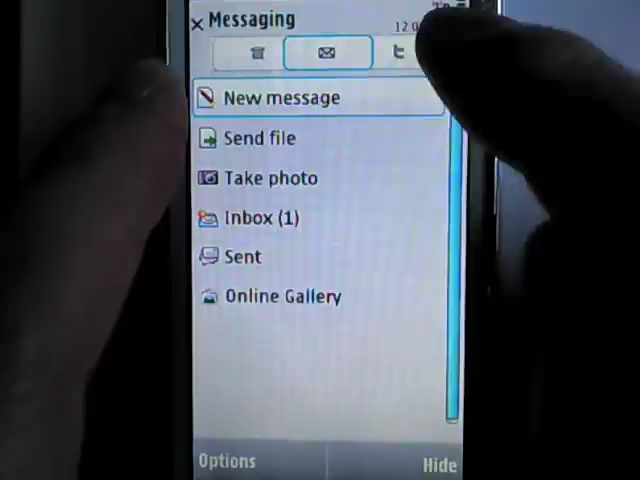 Messaging
New message
Send file
Take photo
Inbox (1)
Sent
Online Gallery
Options
Hide